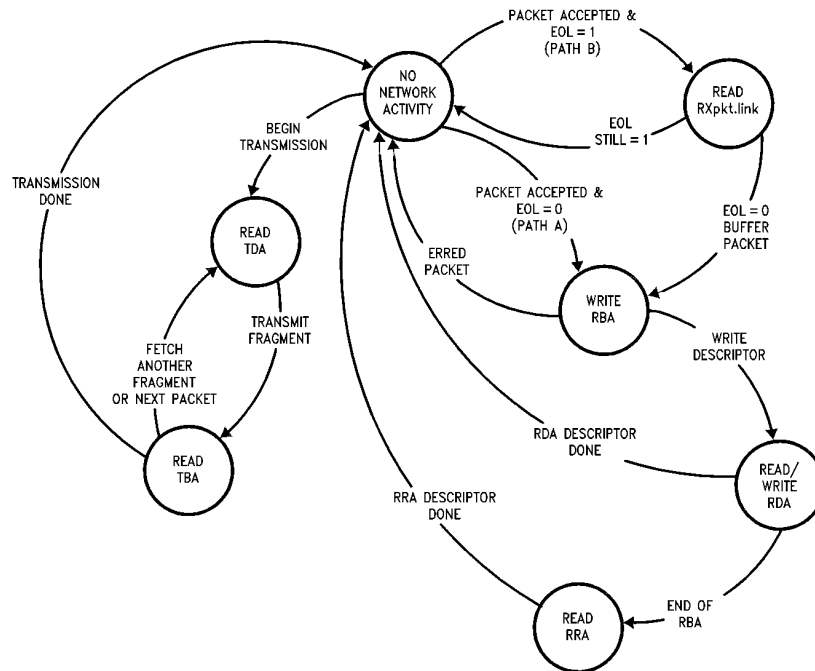 PACKET ACCEPTED &
EOL = 1
(PATH B)
NO
NETWORK
ACTIVITY
READ
RXpkt.link
EOL
STILL = 1
BEGIN
TRANSMISSION
TRANSMISSION
DONE
PACKET ACCEPTED &
EOL = 0
(PATH A)
EOL = 0
BUFFER
PACKET
READ
TDA
ERRED
PACKET
WRITE
RBA
TRANSMIT
FRAGMENT
WRITE
DESCRIPTOR
FETCH
ANOTHER
FRAGMENT
OR NEXT PACKET
READ
TBA
RDA DESCRIPTOR
DONE
READ/
WRITE
RDA
RRA DESCRIPTOR
DONE
READ
RRA
END OF
RBA